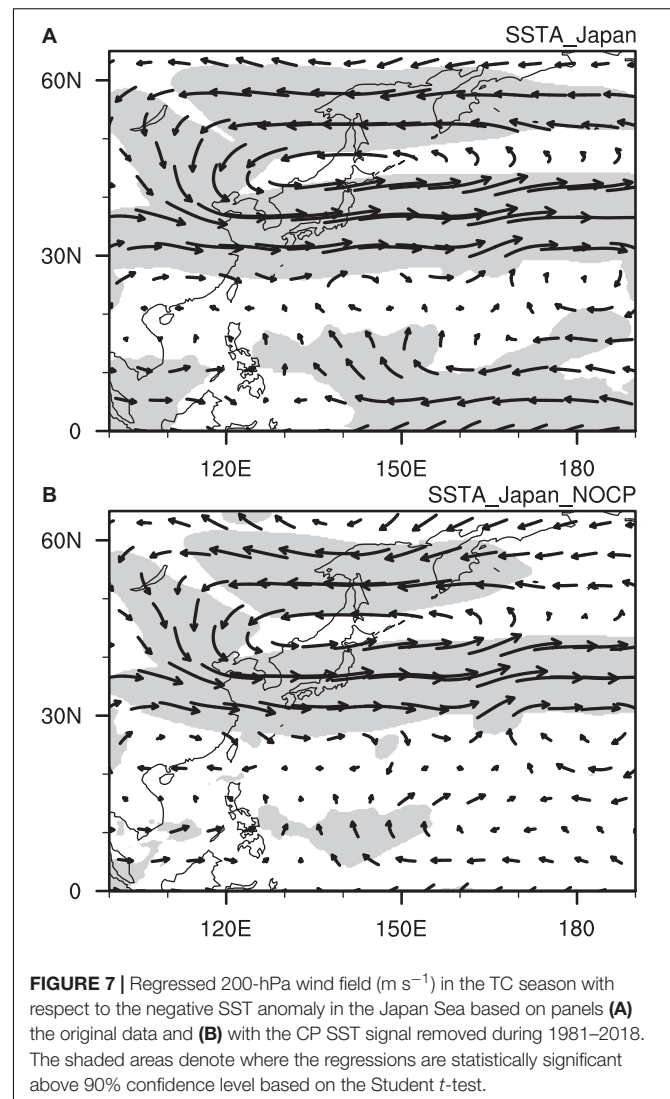 A
SSTA_Japan
60N
30N
0
120E 150E 180
B
SSTA_Japan_NOCP
60N
30N
0
120E 150E 180
FIGURE 7 | Regressed 200-hPa wind field (m s−1) in the TC season with
respect to the negative SST anomaly in the Japan Sea based on panels (A)
the original data and (B) with the CP SST signal removed during 1981–2018.
The shaded areas denote where the regressions are statistically significant
above 90% confidence level based on the Student t-test.